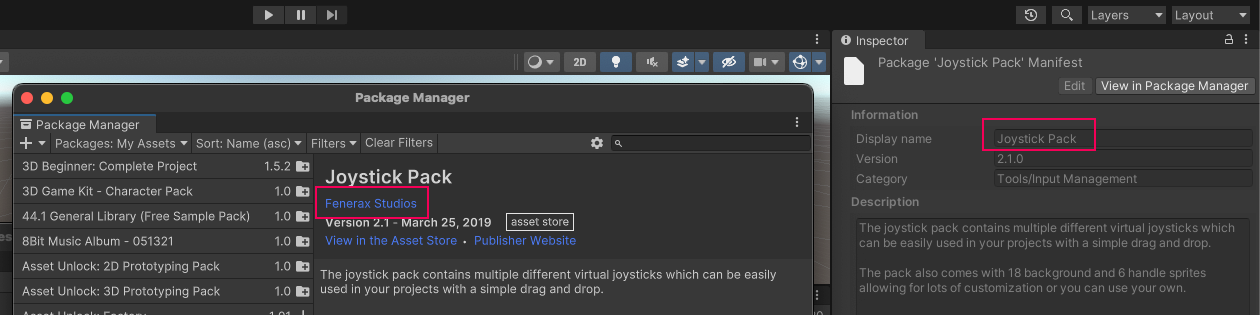 Layers
Layout
2D
Inspector
Package 'Joystick Pack' Manifest
Edit
View in Package Manager
Information
Display name Joystick Pack
Version 2.1.0
Category Tools/Input Management
Description
The joystick pack contains multiple different virtual joysticks which
can be easily used in your projects with a simple drag and drop.
The pack also comes with 18 background and 6 handle sprites
allowing for lots of customization or you can use your own.
Package Manager
Package Manager
Packages: My Assets Sort: Name (asc) Filters Clear Filters
3D Beginner: Complete Project 1.5.2
3D Game Kit - Character Pack 1.0
44.1 General Library (Free Sample Pack) 1.0
8Bit Music Album - 051321 1.0
Asset Unlock: 2D Prototyping Pack 1.0
Asset Unlock: 3D Prototyping Pack 1.0
Joystick Pack
Fenerax Studios
Version 2.1 - March 25, 2019 asset store
View in the Asset Store • Publisher Website
The joystick pack contains multiple different virtual joysticks which can be easily
used in your projects with a simple drag and drop.